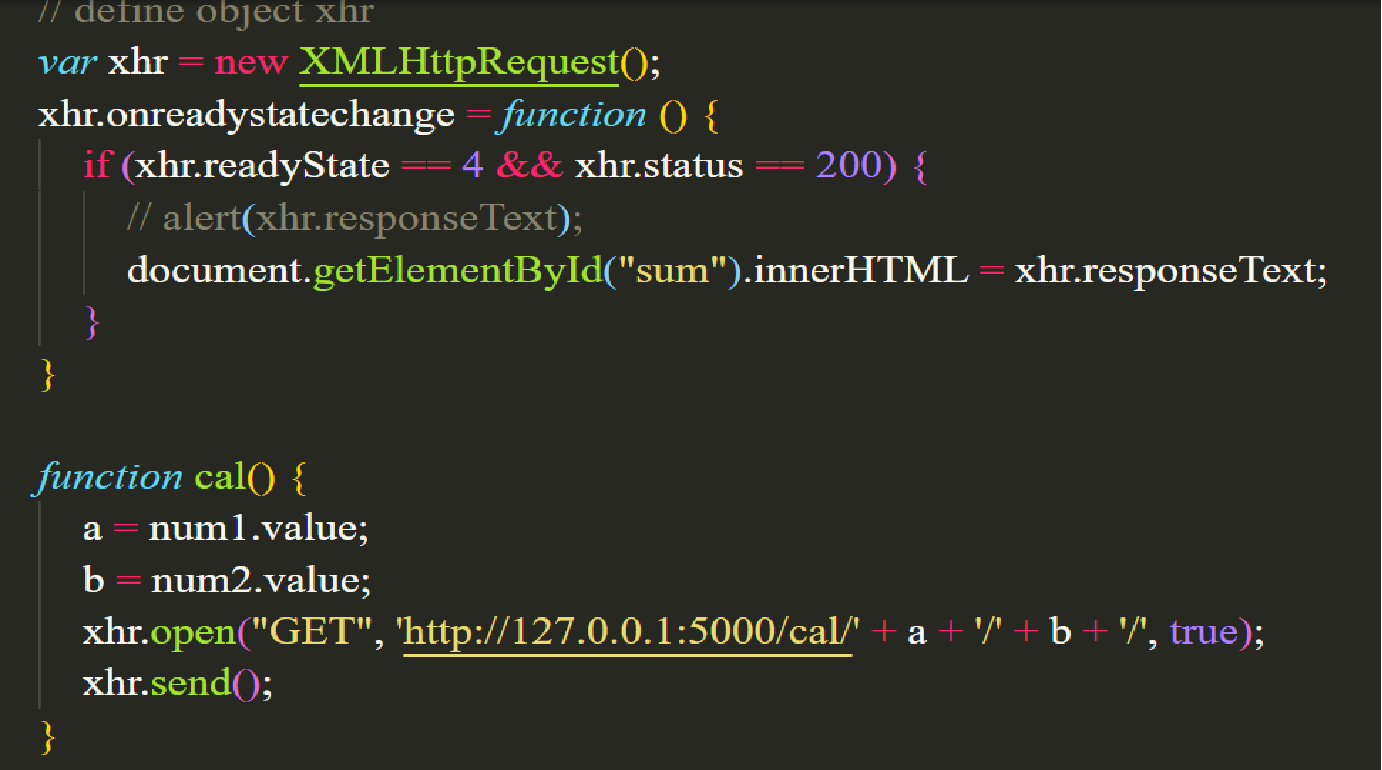 // define object xhr
var xhr = new XMLHttpRequest();
xhr.onreadystatechange = function () {
if (xhr.readyState == 4 && xhr.status == 200) {
// alert(xhr.responseText);
document.getElementById("sum").innerHTML = xhr.responseText;
}
}
function cal() {
a = num1.value;
b = num2.value;
xhr.open("GET", 'http://127.0.0.1:5000/cal/' + a + '/' + b + '/', true);
xhr.send();
}